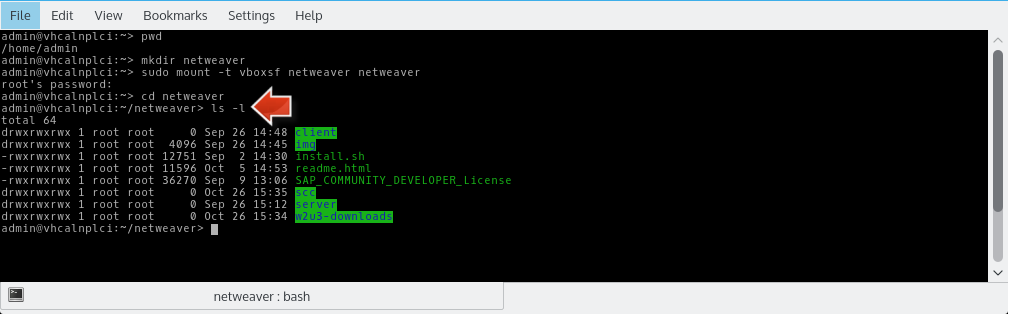 File Edit View Bookmarks Settings Help
admin@vhcalnplci:~> pwd
/home/admin
admin@vhcalnplci:~> mkdir netweaver
admin@vhcalnplci:~> sudo mount -t vboxsf netweaver netweaver
root's password:
admin@vhcalnplci:~> cd netweaver
admin@vhcalnplci:~/netweaver> ls -l
total 64
drwxrwxrwx 1 root root     0 Sep 26 14:48 client
drwxrwxrwx 1 root root  4096 Sep 26 14:45 img
-rwxrwxrwx 1 root root 12751 Sep  2 14:30 install.sh
-rwxrwxrwx 1 root root 11596 Oct  5 14:53 readme.html
-rwxrwxrwx 1 root root 36270 Sep  9 13:06 SAP_COMMUNITY_DEVELOPER_License
drwxrwxrwx 1 root root     0 Oct 26 15:35 scc
drwxrwxrwx 1 root root     0 Sep 26 15:12 server
drwxrwxrwx 1 root root     0 Oct 26 15:34 w2u3-downloads
admin@vhcalnplci:~/netweaver>
netweaver : bash